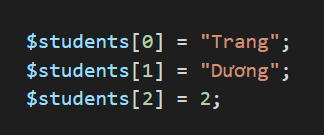 $students[0] = "Trang";
$students[1] = "Dương";
$students[2] = 2;